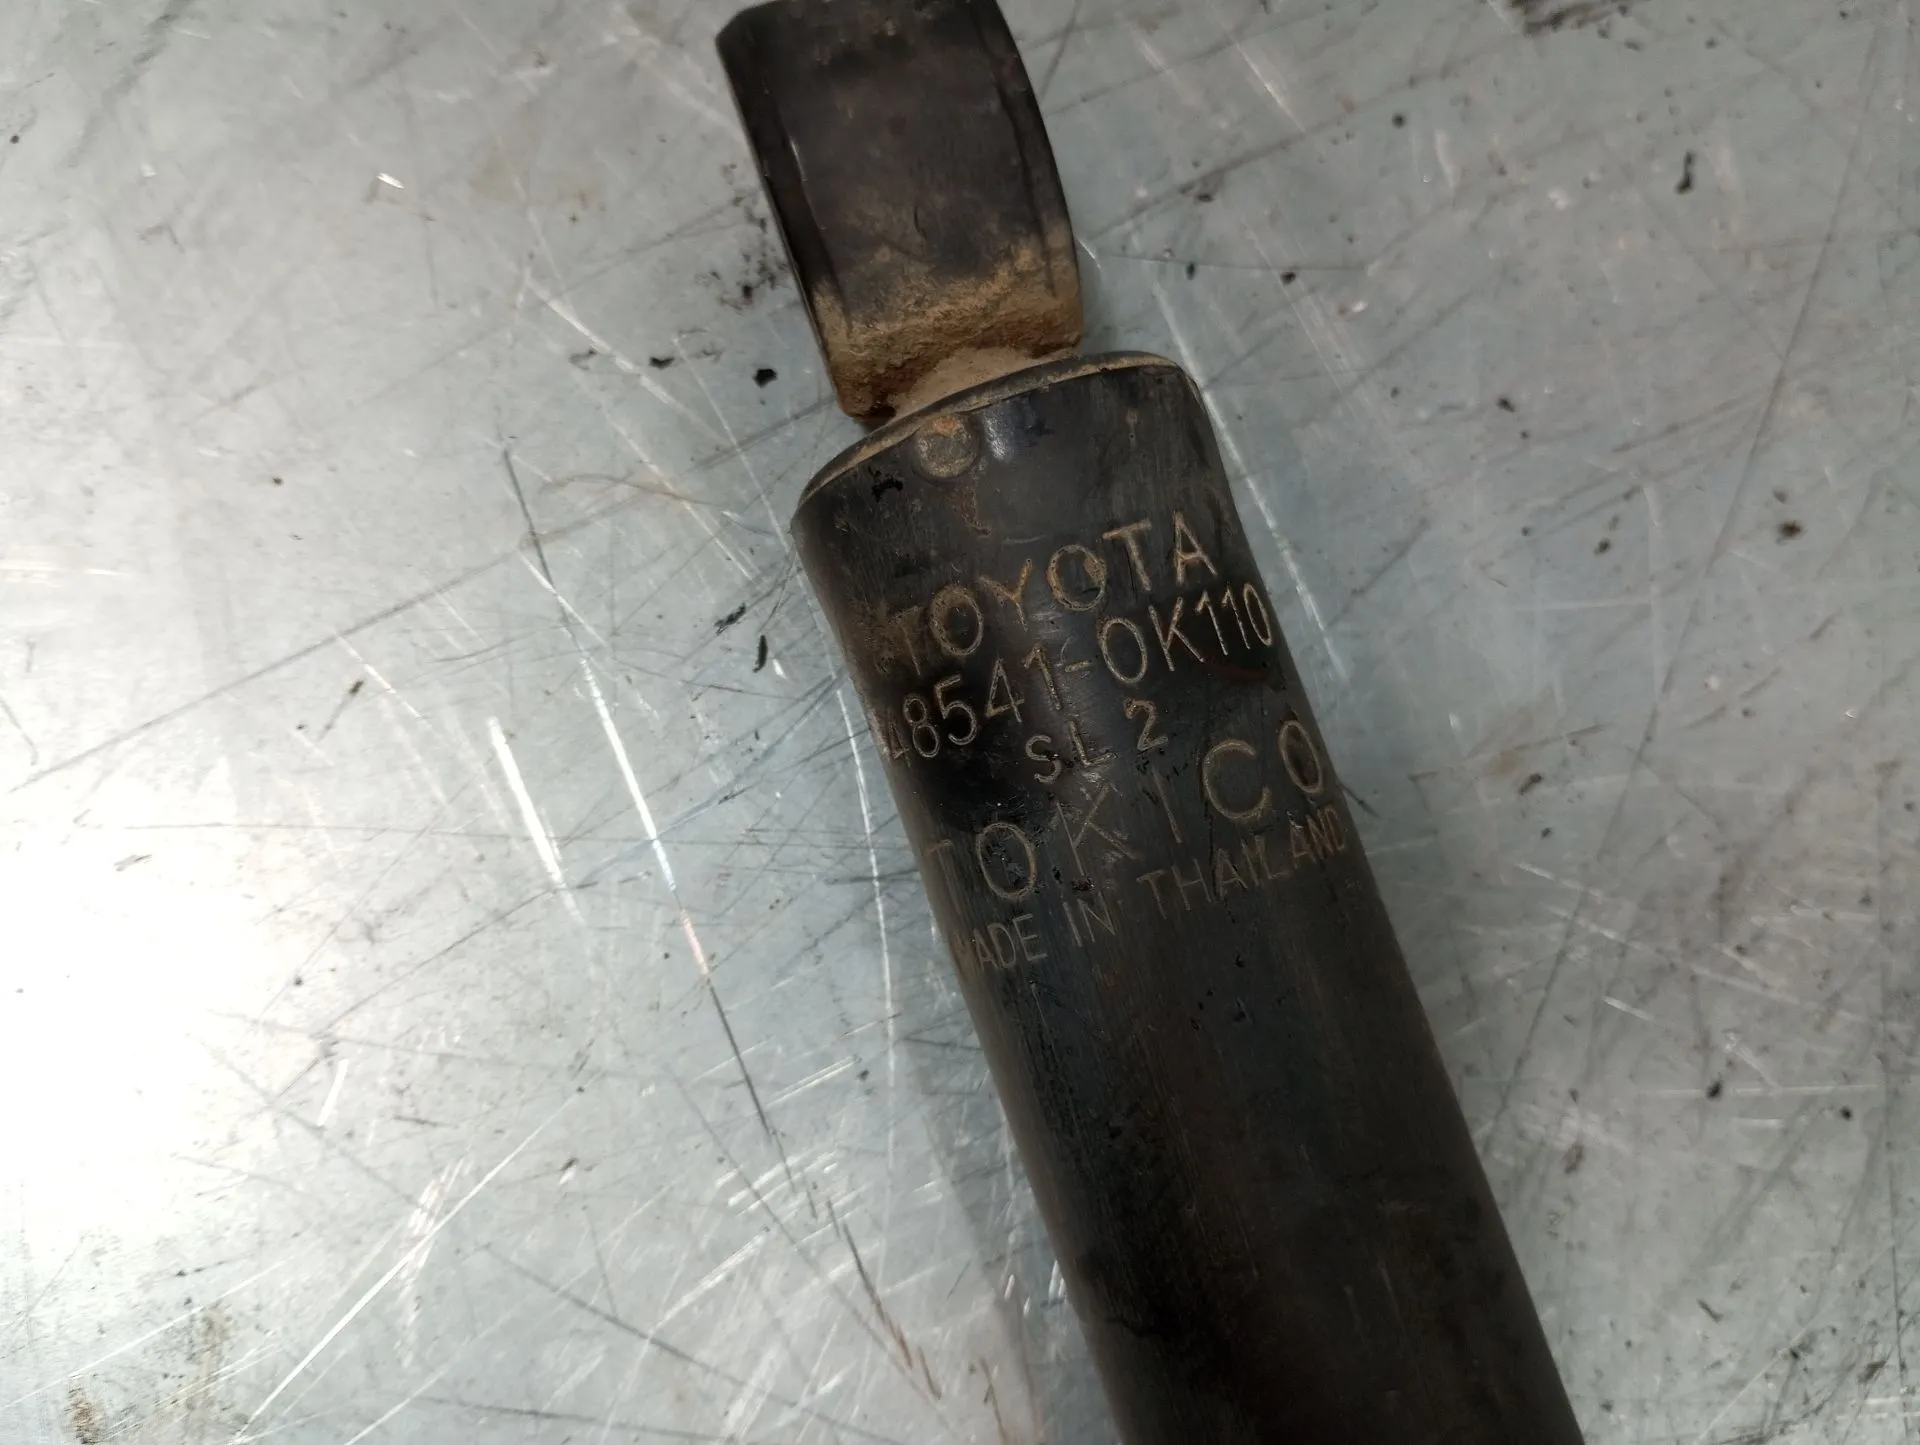 TOYOTA
48541-0K110
SL 2
TOKICO
MADE IN THAILAND